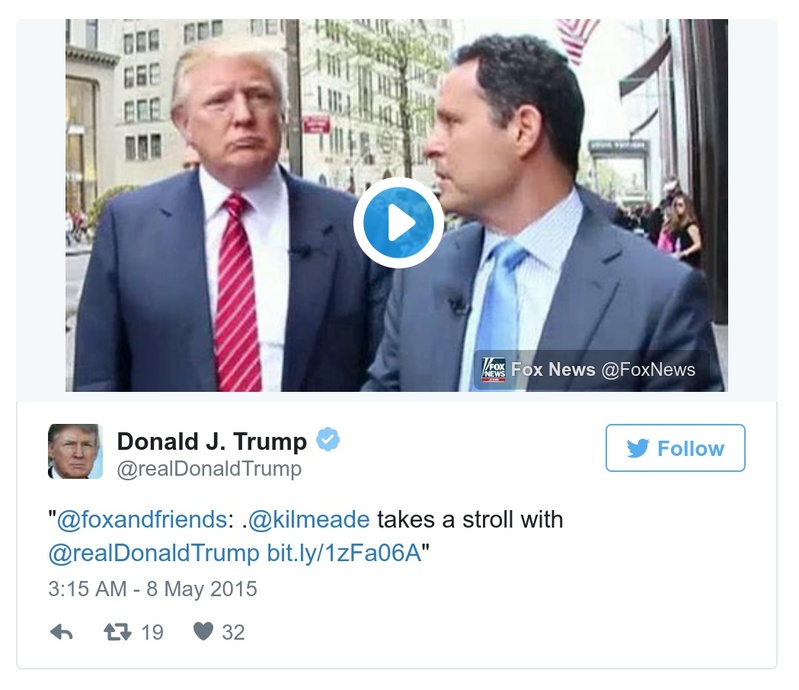 FOX
NEWS
Fox News @FoxNews
Donald J. Trump
@realDonaldTrump
Follow
"@foxandfriends: .@kilmeade takes a stroll with
@realDonaldTrump bit.ly/1zFa06A"
3:15 AM - 8 May 2015
19 32